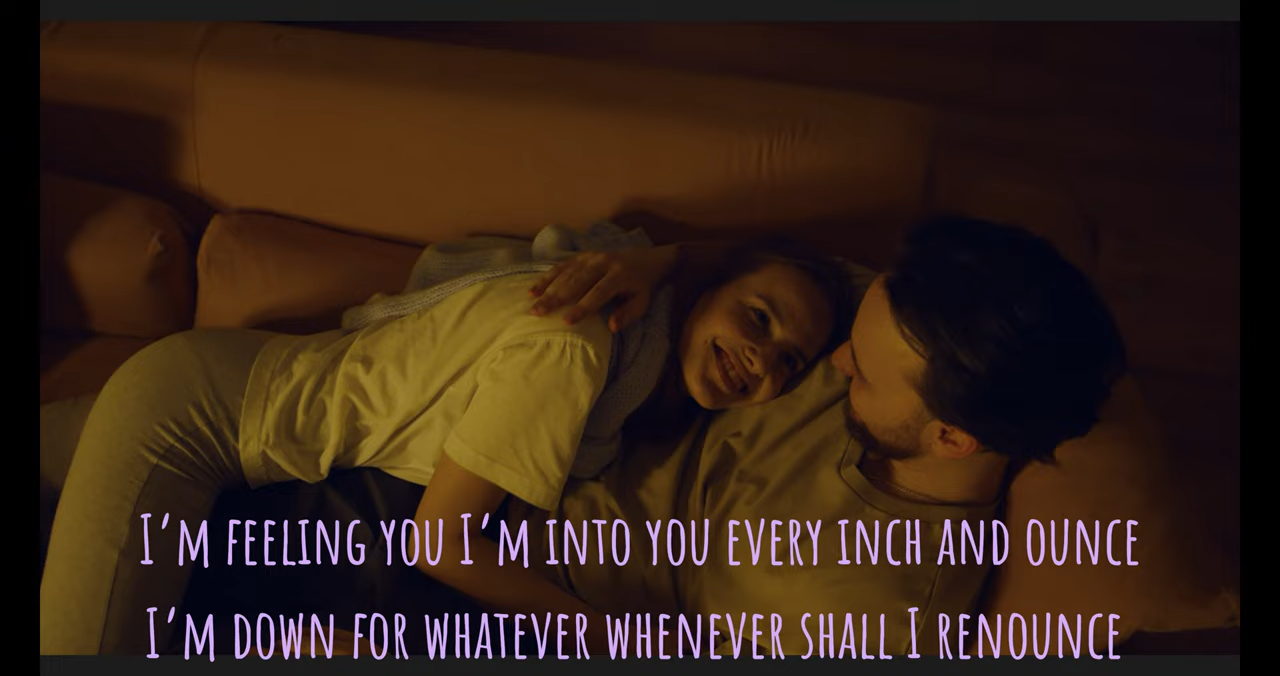 I'M FEELING YOU I'M INTO YOU EVERY INCH AND OUNCE
I'M DOWN FOR WHATEVER WHENEVER SHALL I RENOUNCE